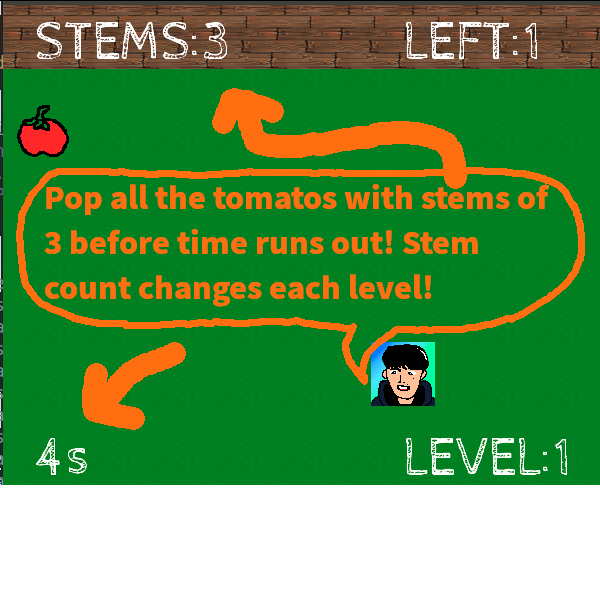 STEMS:3 LEFT:1
Pop all the tomatos with stems of
3 before time runs out! Stem
count changes each level!
4s LEVEL:1